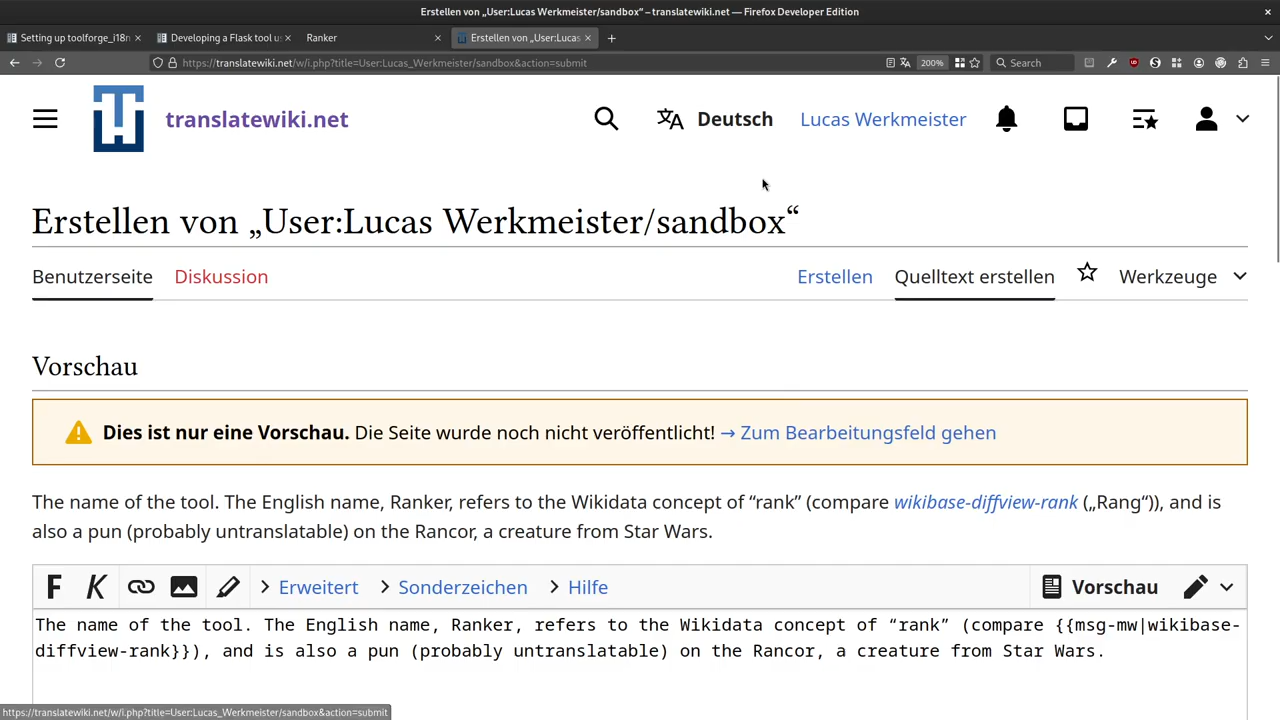 Erstellen von „User:Lucas Werkmeister/sandbox“ – translatewiki.net — Firefox Developer Edition
Setting up toolforge_i18n
Developing a Flask tool u
Ranker
Erstellen von „User:Lucas
https://translatewiki.net/w/i.php?title=User:Lucas_Werkmeister/sandbox&action=submit
200%
Search
translatewiki.net
Deutsch
Lucas Werkmeister
Erstellen von „User:Lucas Werkmeister/sandbox“
Benutzerseite
Diskussion
Erstellen
Quelltext erstellen
Werkzeuge
Vorschau
Dies ist nur eine Vorschau. Die Seite wurde noch nicht veröffentlicht! → Zum Bearbeitungsfeld gehen
The name of the tool. The English name, Ranker, refers to the Wikidata concept of “rank” (compare wikibase-diffview-rank („Rang“)), and is
also a pun (probably untranslatable) on the Rancor, a creature from Star Wars.
F
K
Erweitert
Sonderzeichen
Hilfe
Vorschau
The name of the tool. The English name, Ranker, refers to the Wikidata concept of “rank” (compare {{msg-mw|wikibase-
diffview-rank}}), and is also a pun (probably untranslatable) on the Rancor, a creature from Star Wars.
https://translatewiki.net/w/i.php?title=User:Lucas_Werkmeister/sandbox&action=submit